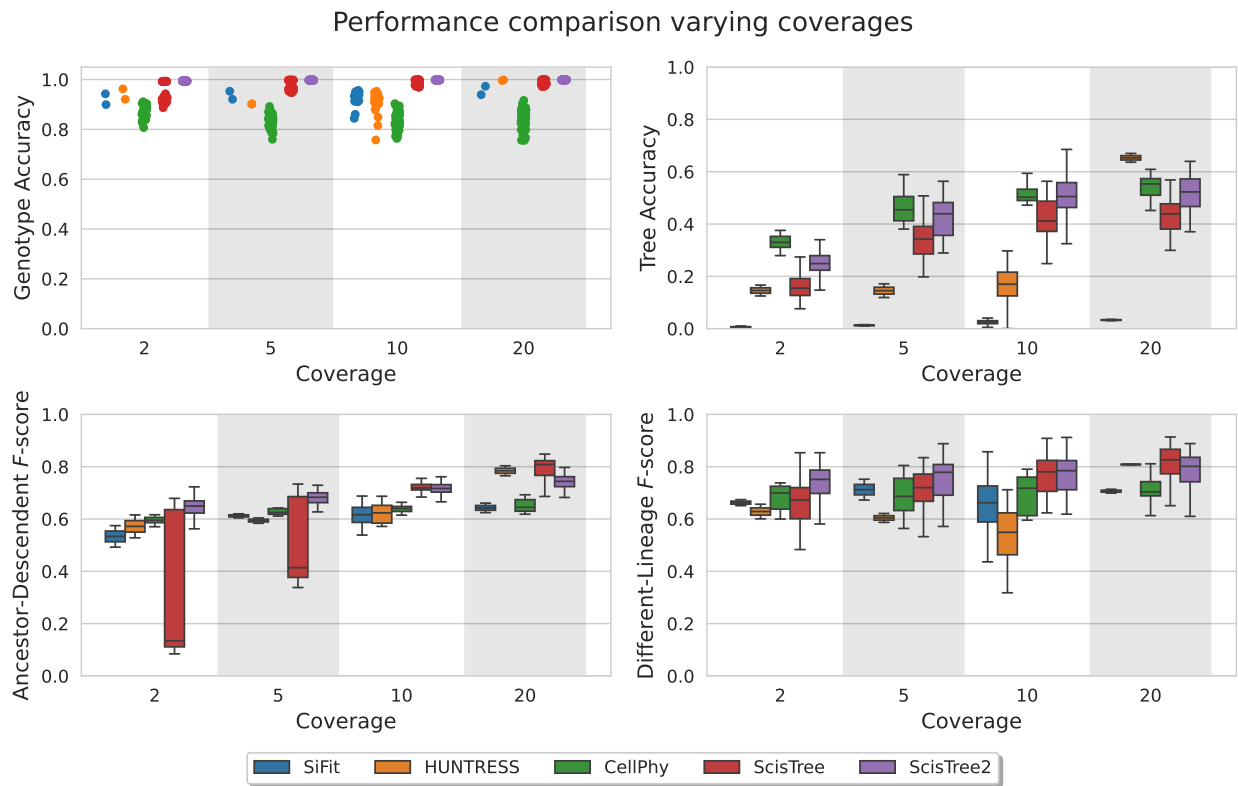 Performance comparison varying coverages
Genotype Accuracy
1.0
0.8
0.6
0.4
0.2
0.0
2 5 10 20
Coverage
Tree Accuracy
1.0
0.8
0.6
0.4
0.2
0.0
2 5 10 20
Coverage
Ancestor-Descendent F-score
1.0
0.8
0.6
0.4
0.2
0.0
2 5 10 20
Coverage
Different-Lineage F-score
1.0
0.8
0.6
0.4
0.2
0.0
2 5 10 20
Coverage
SiFit HUNTRESS CellPhy ScisTree ScisTree2